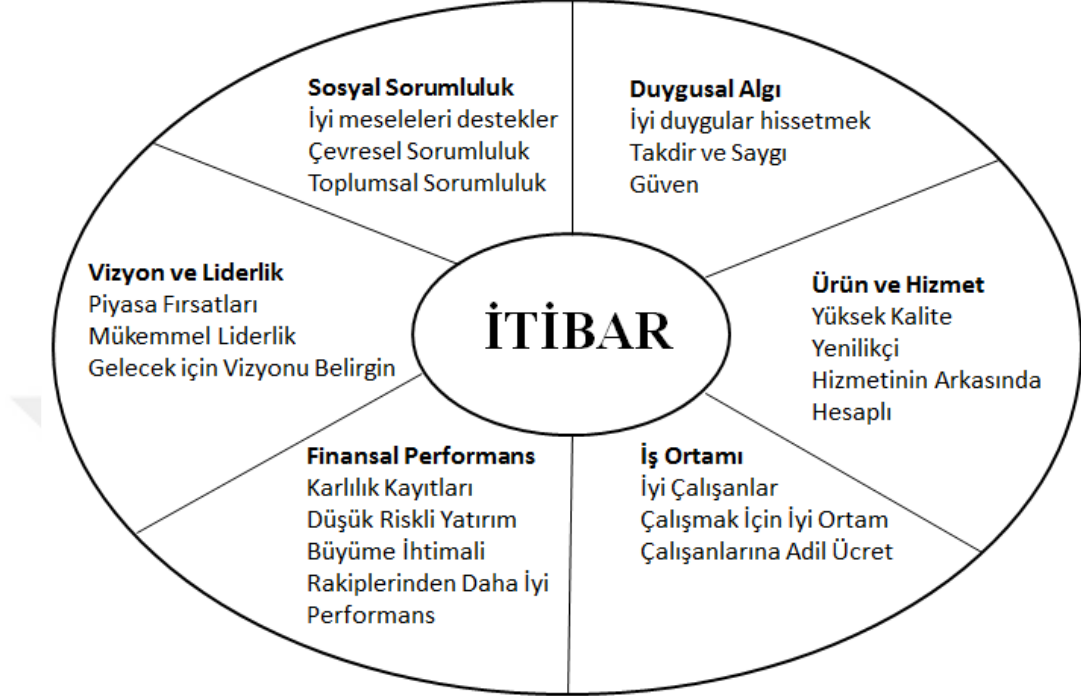 Sosyal Sorumluluk
İyi meseleleri destekler
Çevresel Sorumluluk
Toplumsal Sorumluluk
Duygusal Algı
İyi duygular hissetmek
Takdir ve Saygı
Güven
Vizyon ve Liderlik
Piyasa Fırsatları
Mükemmel Liderlik
Gelecek için Vizyonu Belirgin
İTİBAR
Ürün ve Hizmet
Yüksek Kalite
Yenilikçi
Hizmetinin Arkasında
Hesaplı
Finansal Performans
Karlılık Kayıtları
Düşük Riskli Yatırım
Büyüme İhtimali
Rakiplerinden Daha İyi
Performans
İş Ortamı
İyi Çalışanlar
Çalışmak İçin İyi Ortam
Çalışanlarına Adil Ücret